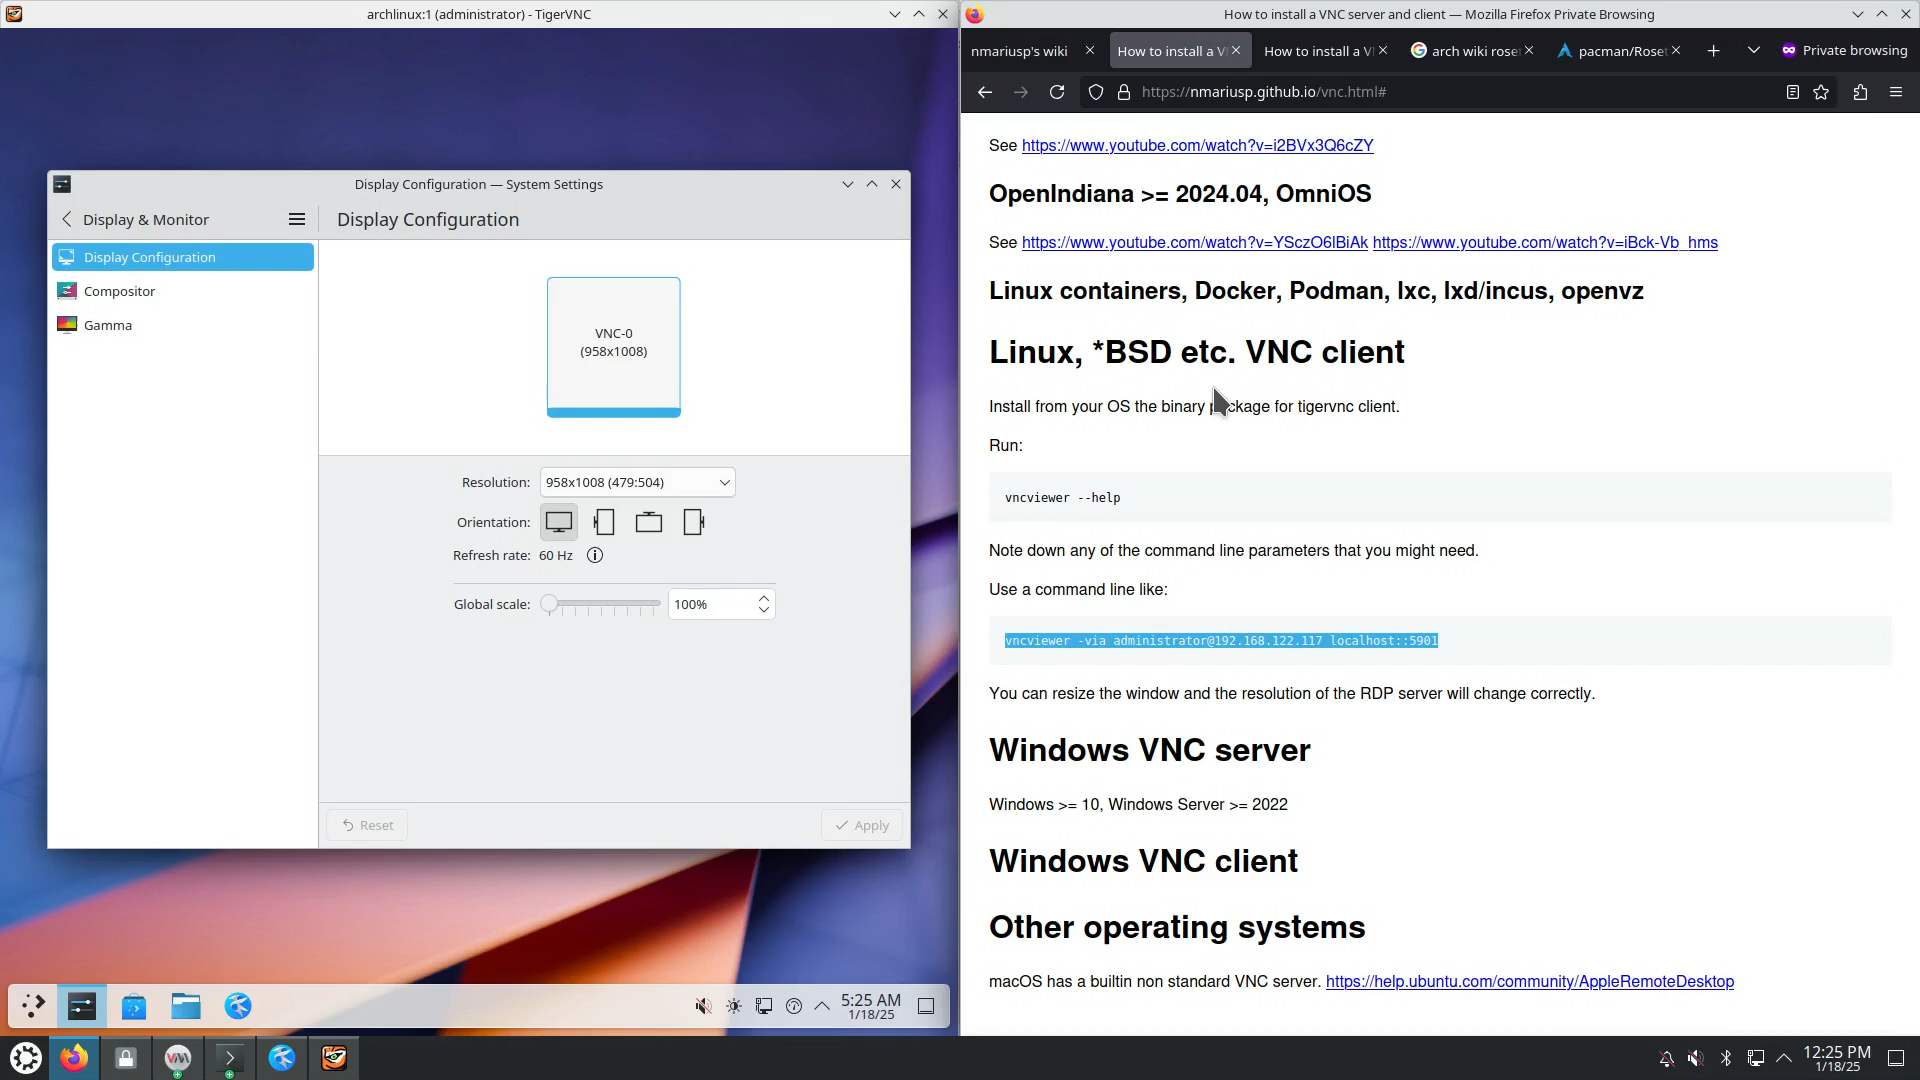 archlinux:1 (administrator) - TigerVNC
Display Configuration — System Settings
Display & Monitor
Display Configuration
Display Configuration
Compositor
Gamma
VNC-0
(958x1008)
Resolution: 958x1008 (479:504)
Orientation:
Refresh rate: 60 Hz
Global scale: 100%
Reset
Apply
5:25 AM
1/18/25
How to install a VNC server and client — Mozilla Firefox Private Browsing
nmariusp's wiki
How to install a V
How to install a V
arch wiki rose
pacman/Rose
Private browsing
https://nmariusp.github.io/vnc.html#
See https://www.youtube.com/watch?v=i2BVx3Q6cZY
OpenIndiana >= 2024.04, OmniOS
See https://www.youtube.com/watch?v=YSczO6lBiAk https://www.youtube.com/watch?v=iBck-Vb_hms
Linux containers, Docker, Podman, lxc, lxd/incus, openvz
Linux, *BSD etc. VNC client
Install from your OS the binary package for tigervnc client.
Run:
vncviewer --help
Note down any of the command line parameters that you might need.
Use a command line like:
vncviewer -via administrator@192.168.122.117 localhost::5901
You can resize the window and the resolution of the RDP server will change correctly.
Windows VNC server
Windows >= 10, Windows Server >= 2022
Windows VNC client
Other operating systems
macOS has a builtin non standard VNC server. https://help.ubuntu.com/community/AppleRemoteDesktop
12:25 PM
1/18/25